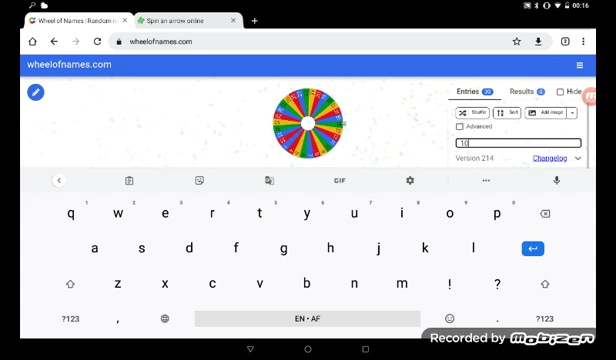 00:16
Wheel of Names | Random n
Spin an arrow online
wheelofnames.com
wheelofnames.com
Entries 30 Results 4 Hide
Shuffle Sort Add image
Advanced
10
Version 214 Changelog
GIF
q 1 w 2 e 3 r 4 t 5 y 6 u 7 i 8 o 9 p 0
a s d f g h j k l
z x c v b n m ! ?
?123 , EN • AF . ?123
Recorded by MOBIZEN